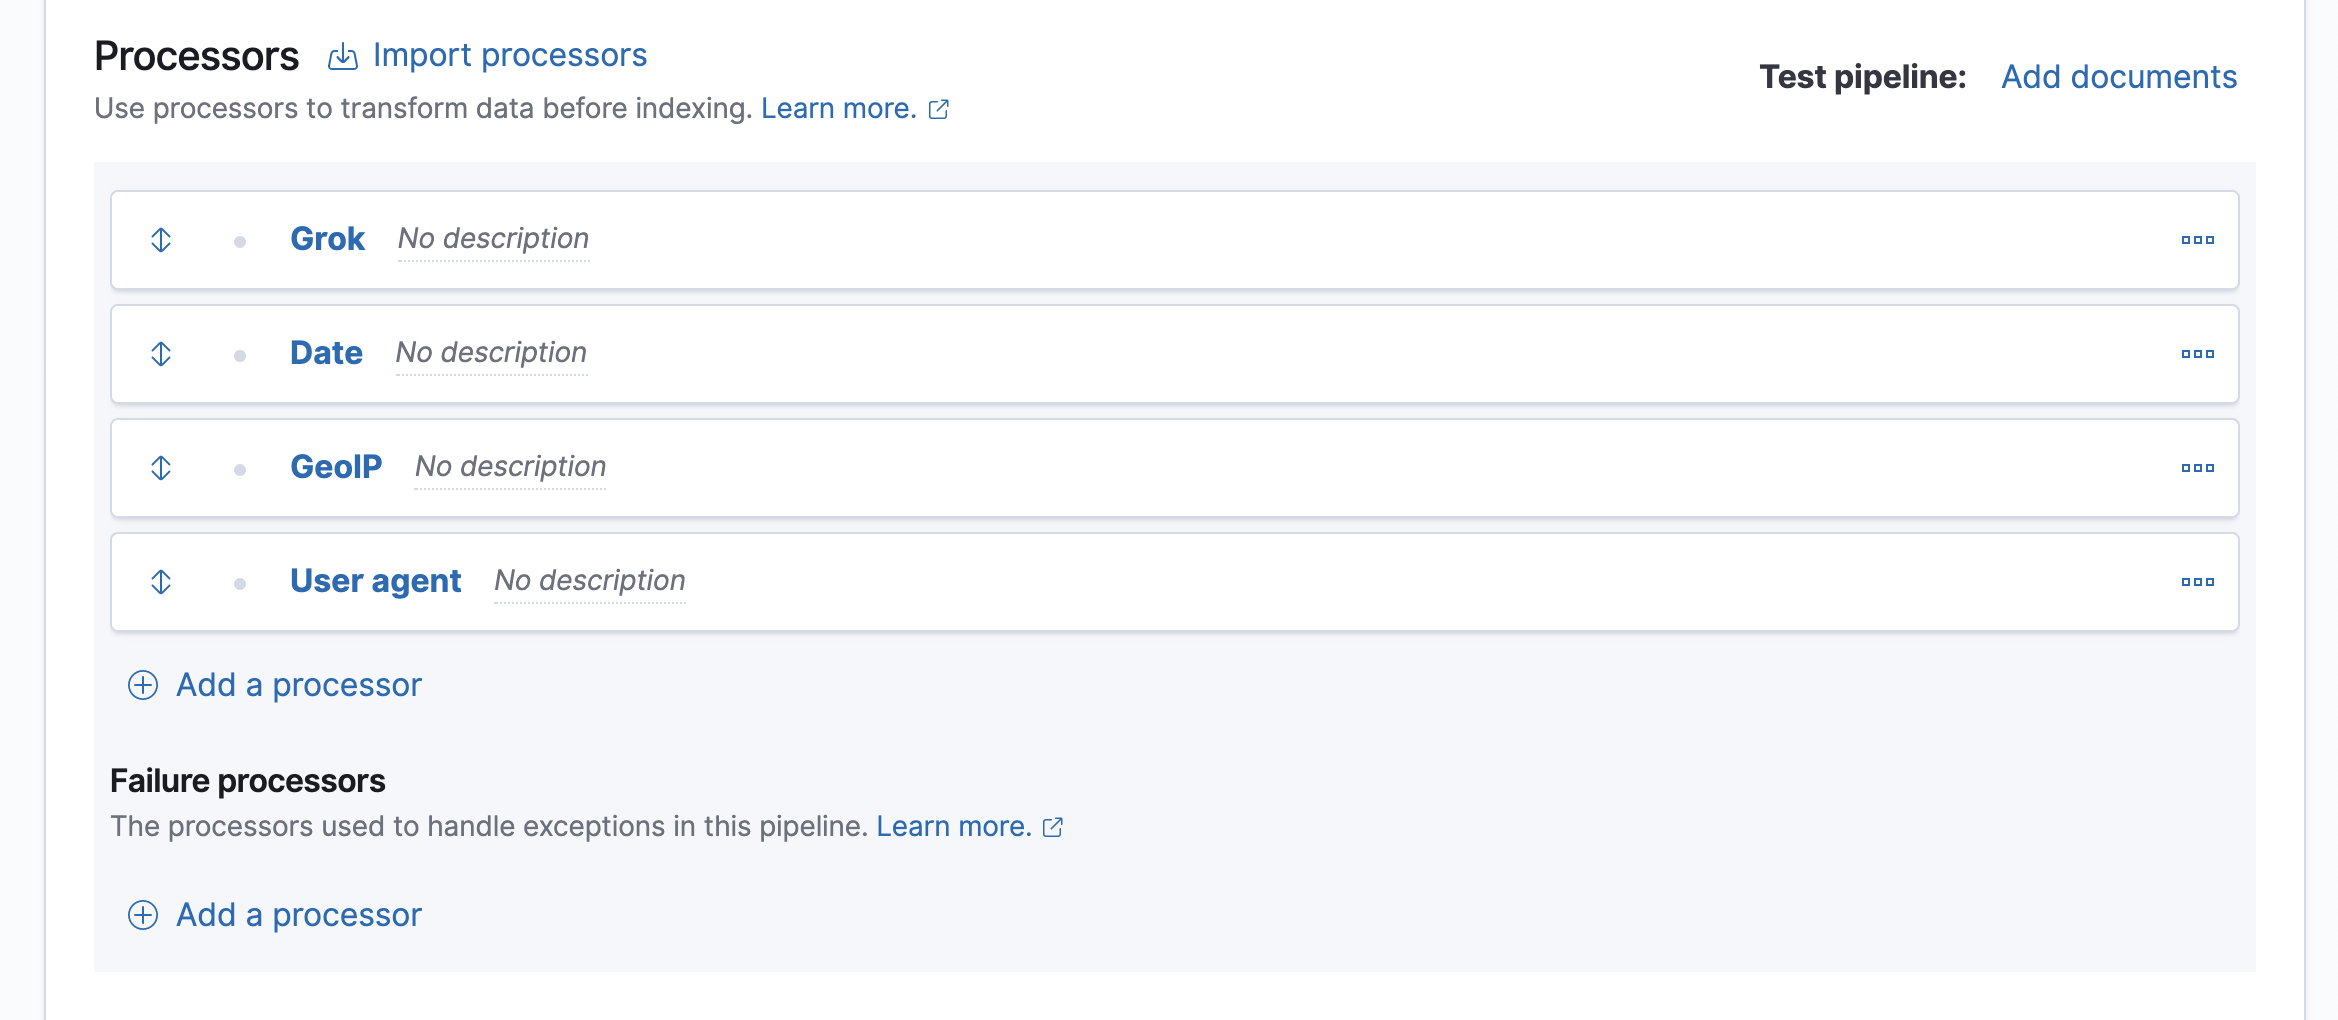 Processors Import processors
Use processors to transform data before indexing. Learn more.
Test pipeline: Add documents
Grok No description
Date No description
GeoIP No description
User agent No description
Add a processor
Failure processors
The processors used to handle exceptions in this pipeline. Learn more.
Add a processor